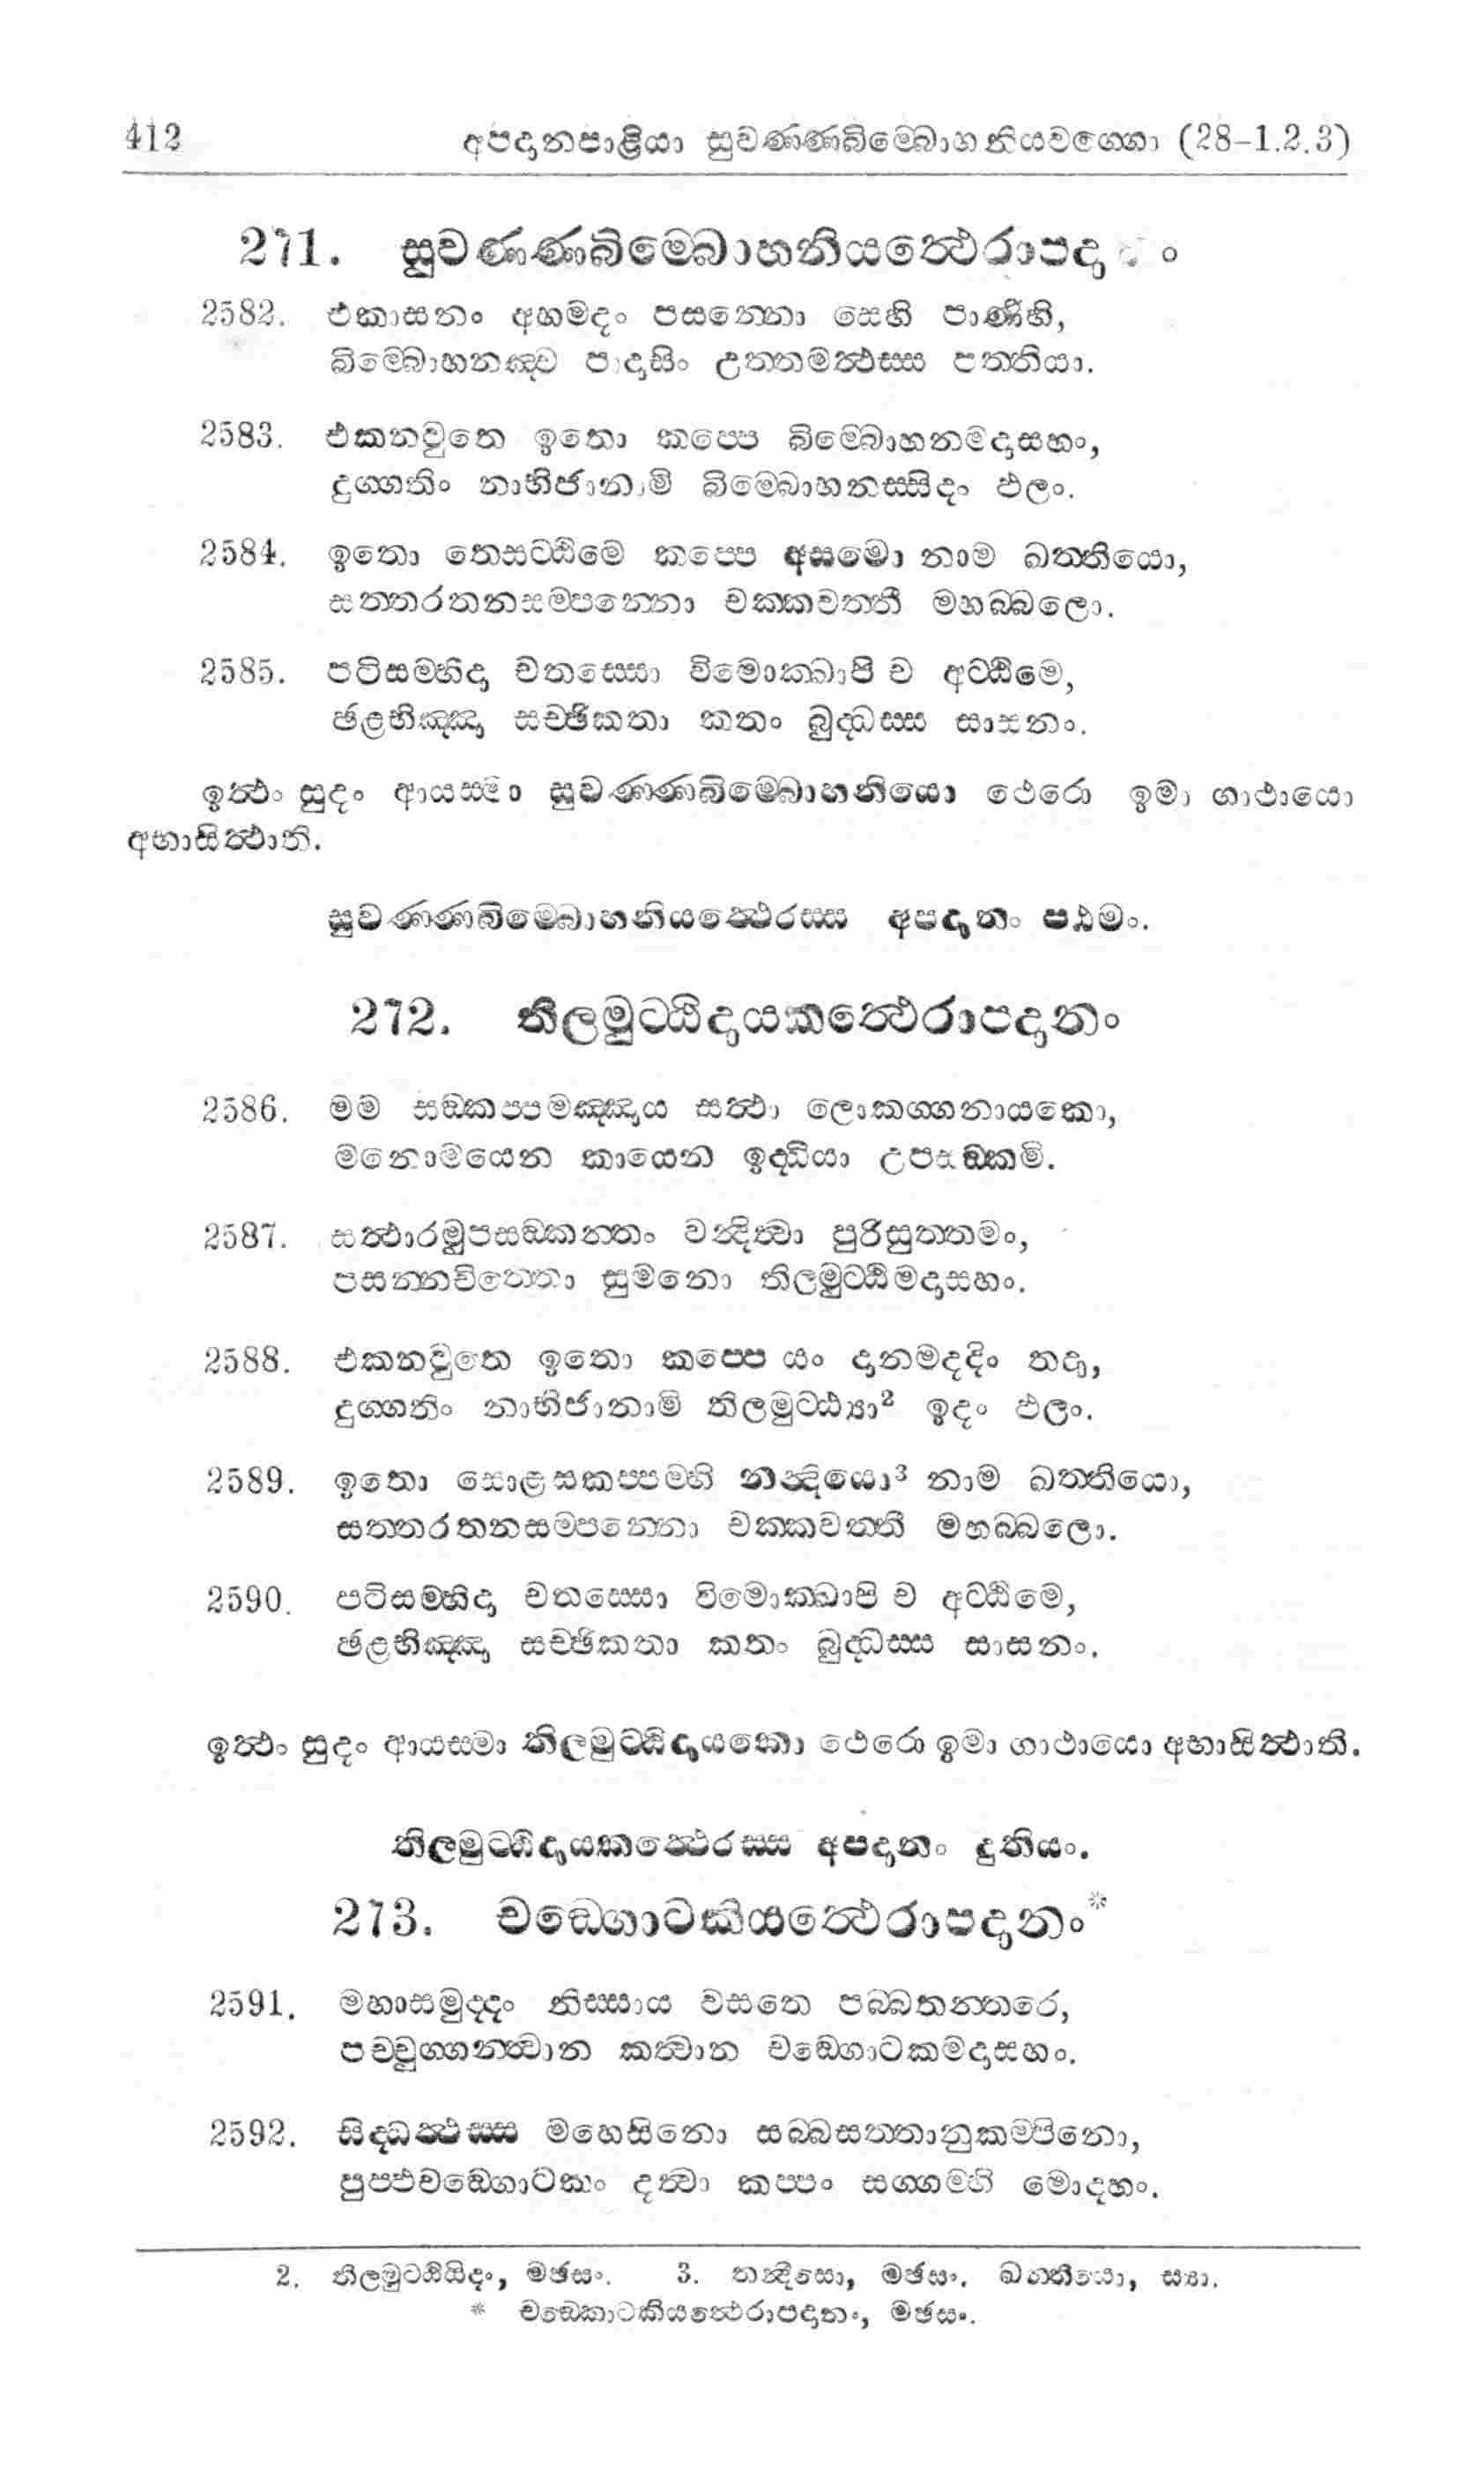 412 අපදානපාළියා සුවණ්ණබිම්බොහනියවග්ගො (28-1.2.3)
271. සුවණ්ණබිම්බොහනියත්ථෙරාපදා ං
2582. එකාසනං අහමදං පසන්නො සෙහි පාණිහි,
බිම්බොහනඤ්ච පාදාසිං උත්තමත්ථස්ස පත්තියා.
2583. එකනවුතෙ ඉතො කප්පෙ බිම්බොහනමදාසහං,
දුග්ගතිං නාභිජානාමි බිම්බොහනස්සිදං ඵලං.
2584. ඉතො තෙසට්ඨිමෙ කප්පෙ අසමො නාම ඛත්තියො,
සත්තරතනසම්පන්නො චක්කවත්තී මහබ්බලො.
2585. පටිසම්භිදා චතස්සො විමොක්ඛාපි ච අට්ඨිමෙ,
ඡළභිඤ්ඤා සච්ඡිකතා කතං බුද්ධස්ස සාසනං.
ඉත්ථං සුදං ආයස්මා සුවණ්ණබිම්බොහනියො ථෙරො ඉමා ගාථායො
අභාසිත්ථාති.
සුවණ්ණබිම්බොහනියත්ථෙරස්ස අපදානං පඨමං.
272. තිලමුට්ඨිදායකත්ථෙරාපදානං
2586. මම සඞ්කප්පමඤ්ඤාය සත්ථා ලොකග්ගනායකො,
මනොමයෙන කායෙන ඉද්ධියා උපසඞ්කමි.
2587. සත්ථාරමුපසඞ්කන්තං වන්දිත්වා පුරිසුත්තමං,
පසන්නචිත්තො සුමනො තිලමුට්ඨිමදාසහං.
2588. එකනවුතෙ ඉතො කප්පෙ යං දානමදදිං තදා,
දුග්ගතිං නාභිජානාමි තිලමුට්ඨ්‍යා² ඉදං ඵලං.
2589. ඉතො සොළසකප්පම්හි නන්දියො³ නාම ඛත්තියො,
සත්තරතනසම්පන්නො චක්කවත්තී මහබ්බලො.
2590. පටිසම්භිදා චතස්සො විමොක්ඛාපි ච අට්ඨිමෙ,
ඡළභිඤ්ඤා සච්ඡිකතා කතං බුද්ධස්ස සාසනං.
ඉත්ථං සුදං ආයස්මා තිලමුට්ඨිදායකො ථෙරො ඉමා ගාථායො අභාසිත්ථාති.
තිලමුට්ඨිදායකත්ථෙරස්ස අපදානං දුතියං.
273. චඞ්ගොටකියත්ථෙරාපදානං*
2591. මහාසමුද්දං නිස්සාය වසතෙ පබ්බතන්තරෙ,
පච්චුග්ගන්ත්වාන කත්වාන චඞ්ගොටකමදාසහං.
2592. සිද්ධත්ථස්ස මහෙසිනො සබ්බසත්තානුකම්පිනො,
පුප්ඵචඞ්ගොටකං දත්වා කප්පං සග්ගම්හි මොදහං.
2. තිලමුට්ඨියිදං, මඡසං. 3. තන්දිසො, මඡසං. ඛග්තියො, ස්‍යා.
* චඞ්කොටකියත්ථෙරාපදානං, මඡසං.